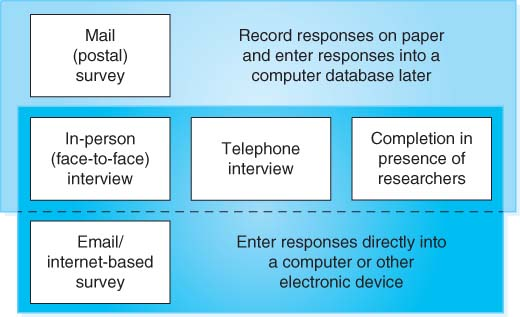 Mail
(postal)
survey
Record responses on paper
and enter responses into a
computer database later
In-person
(face-to-face)
interview
Telephone
interview
Completion in
presence of
researchers
Email/
internet-based
survey
Enter responses directly into
a computer or other
electronic device